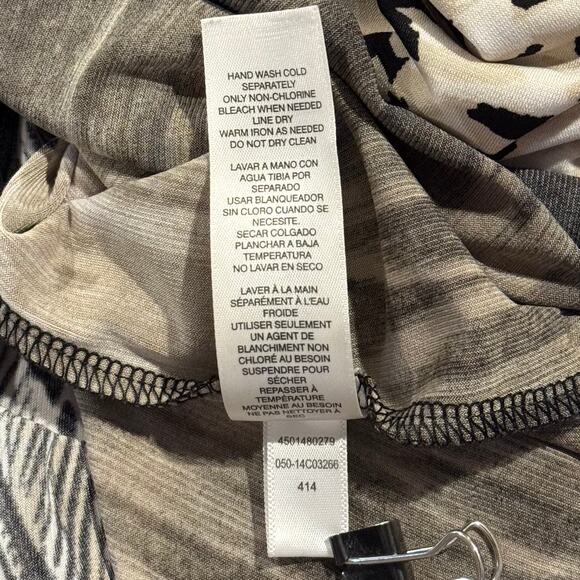 HAND WASH COLD
SEPARATELY
ONLY NON-CHLORINE
BLEACH WHEN NEEDED
LINE DRY
WARM IRON AS NEEDED
DO NOT DRY CLEAN
LAVAR A MANO CON
AGUA TIBIA POR
SEPARADO
USAR BLANQUEADOR
SIN CLORO CUANDO SE
NECESITE.
SECAR COLGADO
PLANCHAR A BAJA
TEMPERATURA
NO LAVAR EN SECO
LAVER À LA MAIN
SÉPARÉMENT À L'EAU
FROIDE
UTILISER SEULEMENT
UN AGENT DE
BLANCHIMENT NON
CHLORÉ AU BESOIN
SUSPENDRE POUR
SÉCHER
REPASSER À
TEMPÉRATURE
MOYENNE AU BESOIN
NE PAS NETTOYER À
SEC
4501480279
050-14C03266
414